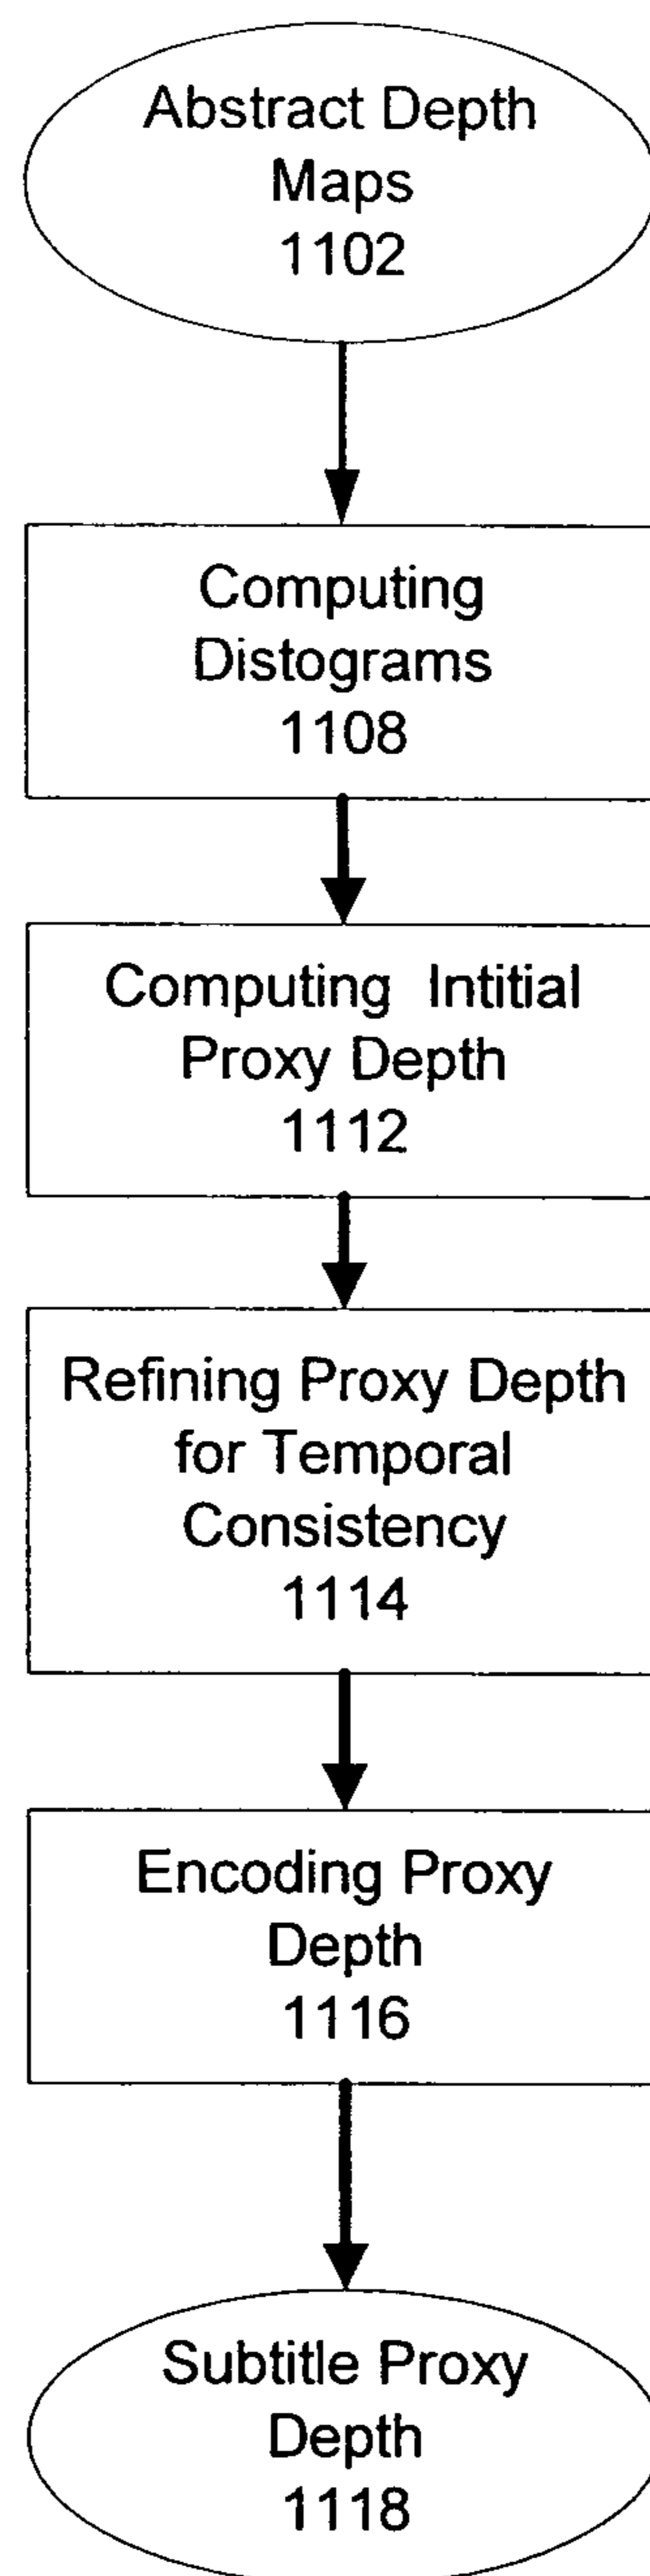 Abstract Depth
Maps
1102
Computing
Distograms
1108
Computing Intitial
Proxy Depth
1112
Refining Proxy Depth
for Temporal
Consistency
1114
Encoding Proxy
Depth
1116
Subtitle Proxy
Depth
1118